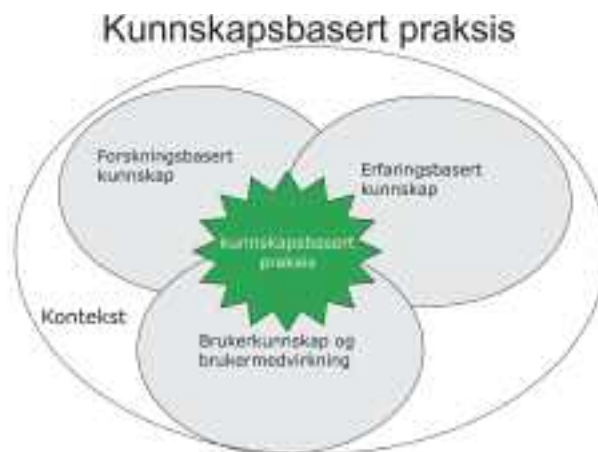 Kunnskapsbasert praksis
Forskningsbasert
kunnskap
Erfaringsbasert
kunnskap
kunnskapsbasert
praksis
Kontekst
Brukerkunnskap og
brukermedvirkning